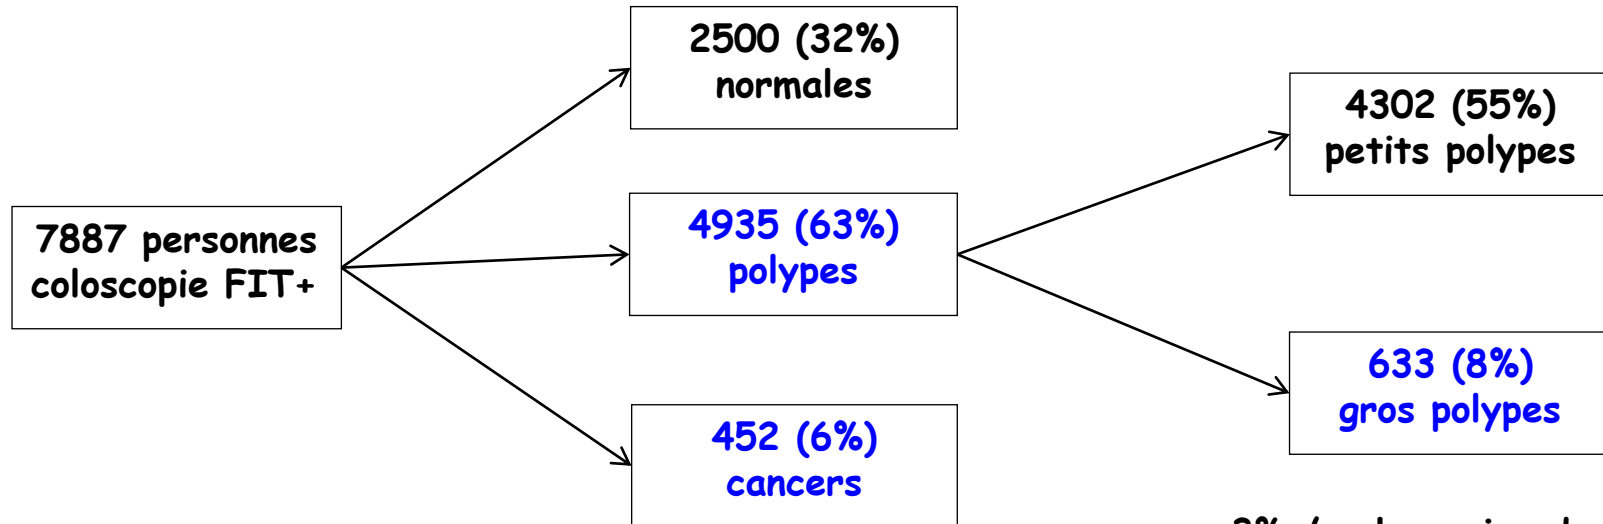 7887 personnes
coloscopie FIT+
2500 (32%)
normales
4935 (63%)
polypes
452 (6%)
cancers
4302 (55%)
petits polypes
633 (8%)
gros polypes